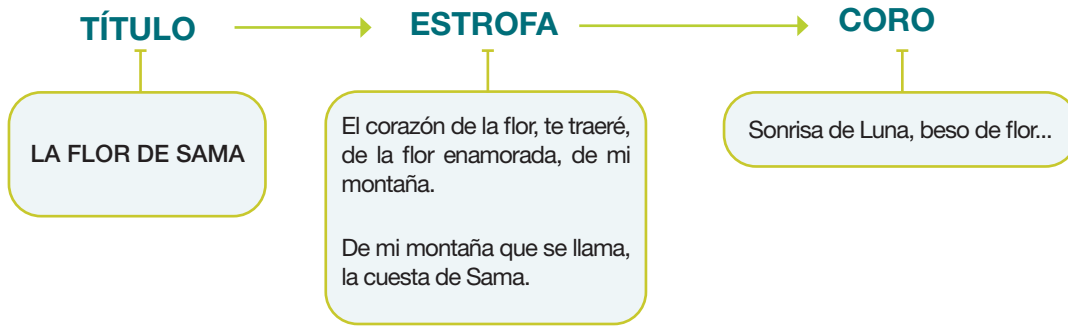 TÍTULO
ESTROFA
CORO
LA FLOR DE SAMA
El corazón de la flor, te traeré,
de la flor enamorada, de mi
montaña.
De mi montaña que se llama,
la cuesta de Sama.
Sonrisa de Luna, beso de flor...